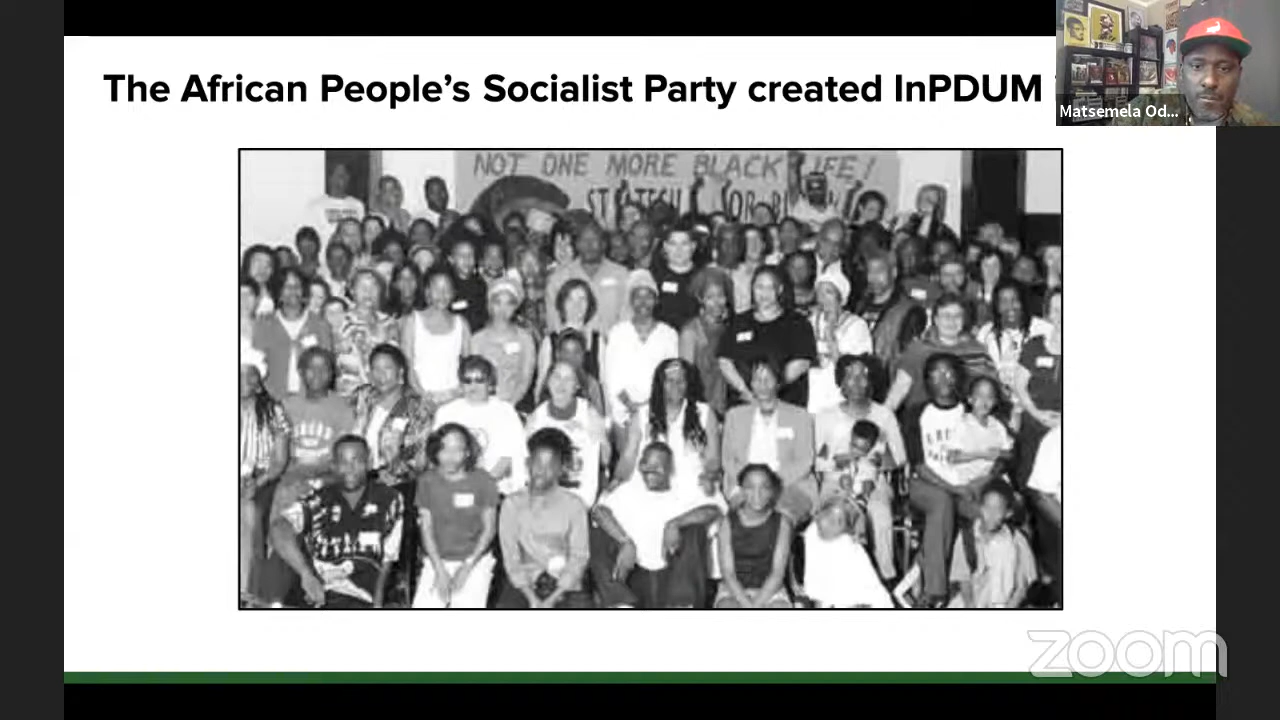 The African People's Socialist Party created InPDUM
Matsemela Od...
NOT ONE MORE BLACK LIFE!
zoom